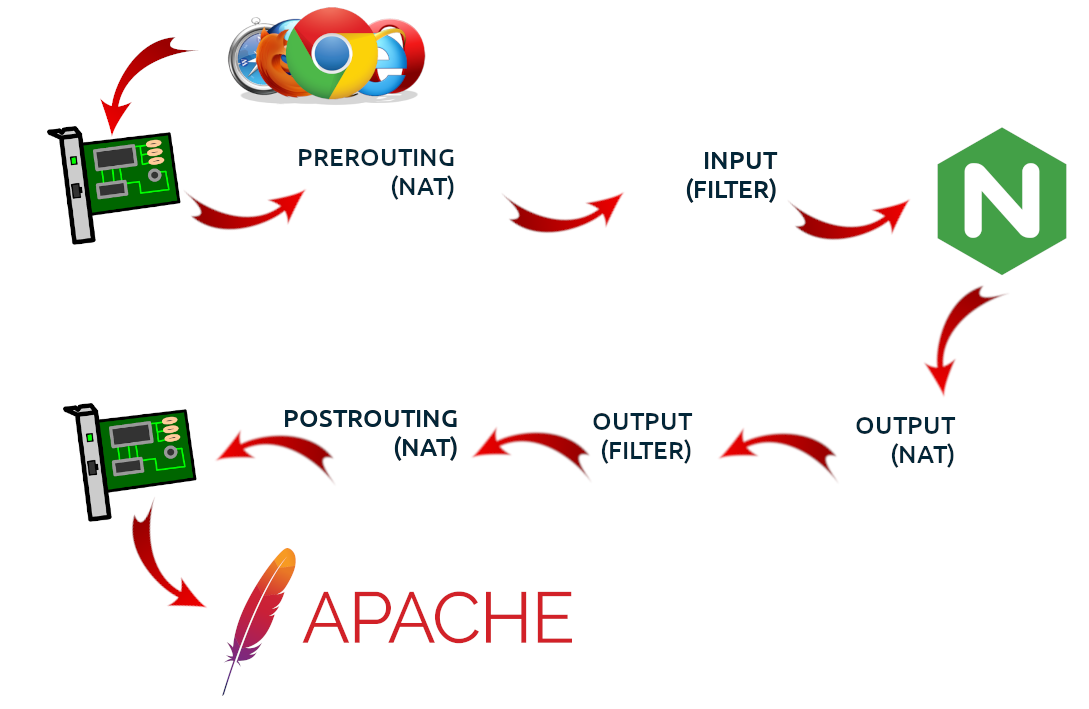 PREROUTING
(NAT)
INPUT
(FILTER)
N
POSTROUTING
(NAT)
OUTPUT
(FILTER)
OUTPUT
(NAT)
APACHE